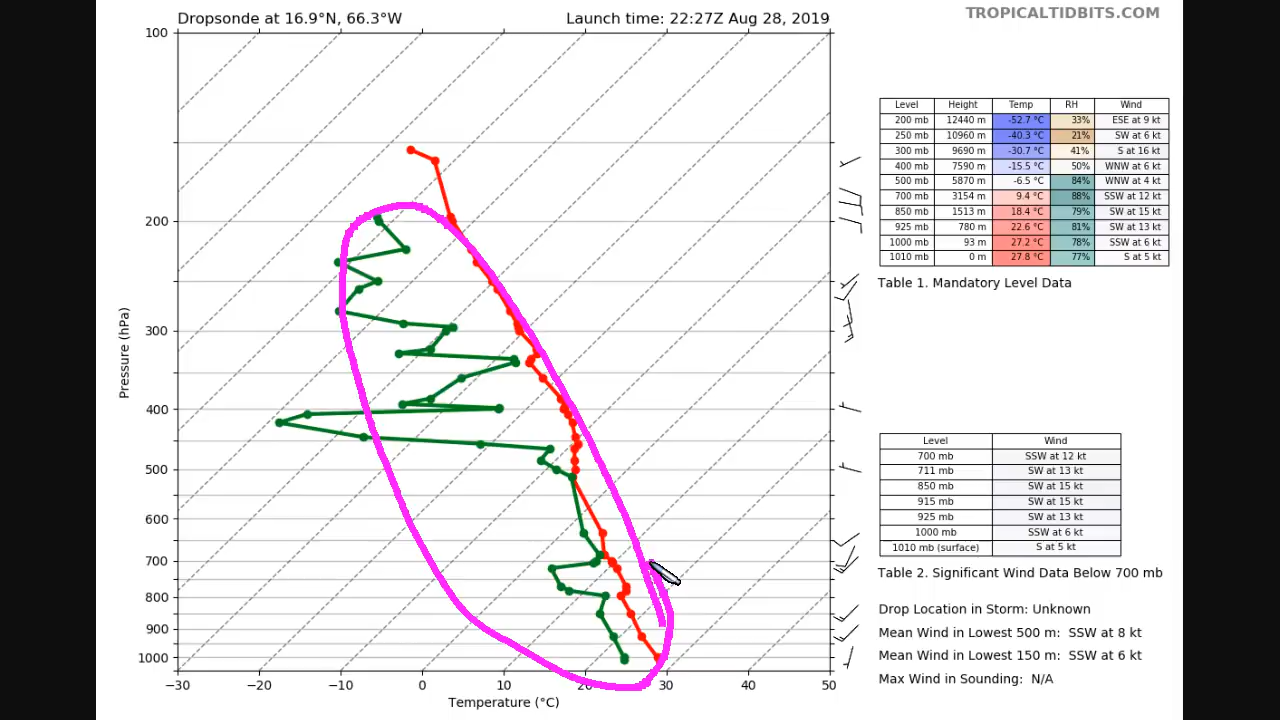 Dropsonde at 16.9°N, 66.3°W
Launch time: 22:27Z Aug 28, 2019
TROPICALTIDBITS.COM
100
200
300
400
500
600
700
800
900
1000
Pressure (hPa)
−30 −20 −10 0 10 20 30 40 50
Temperature (°C)
Level Height Temp RH Wind
200 mb 12440 m -52.7 °C 33% ESE at 9 kt
250 mb 10960 m -40.3 °C 21% SW at 6 kt
300 mb 9690 m -30.7 °C 41% S at 16 kt
400 mb 7590 m -15.5 °C 50% WNW at 6 kt
500 mb 5870 m -6.5 °C 84% WNW at 4 kt
700 mb 3154 m 9.4 °C 88% SSW at 12 kt
850 mb 1513 m 18.4 °C 79% SW at 15 kt
925 mb 780 m 22.6 °C 81% SW at 13 kt
1000 mb 93 m 27.2 °C 78% SSW at 6 kt
1010 mb 0 m 27.8 °C 77% S at 5 kt
Table 1. Mandatory Level Data
Level Wind
700 mb SSW at 12 kt
711 mb SW at 13 kt
850 mb SW at 15 kt
915 mb SW at 15 kt
925 mb SW at 13 kt
1000 mb SSW at 6 kt
1010 mb (surface) S at 5 kt
Table 2. Significant Wind Data Below 700 mb
Drop Location in Storm: Unknown
Mean Wind in Lowest 500 m: SSW at 8 kt
Mean Wind in Lowest 150 m: SSW at 6 kt
Max Wind in Sounding: N/A